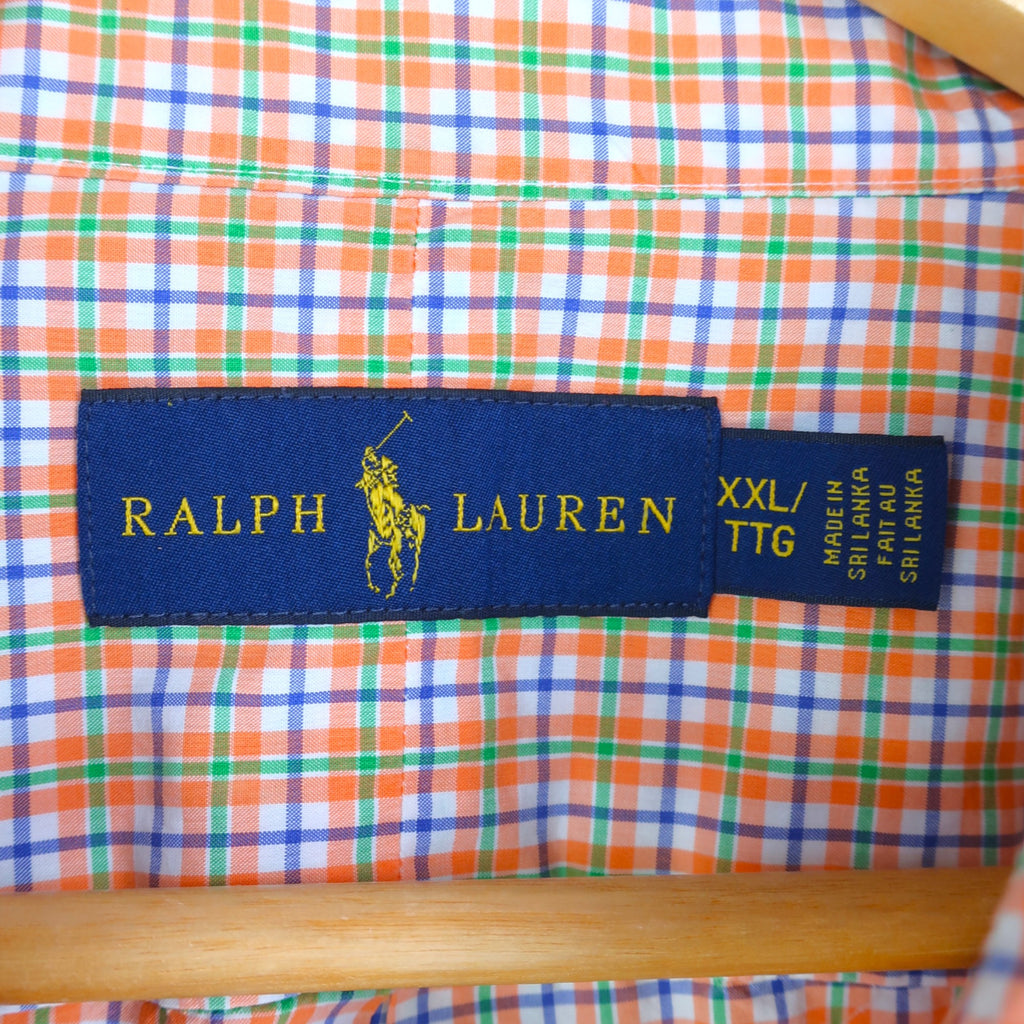 RALPH LAUREN
XXL/
TTG
MADE IN
SRI LANKA
FAIT AU
SRI LANKA